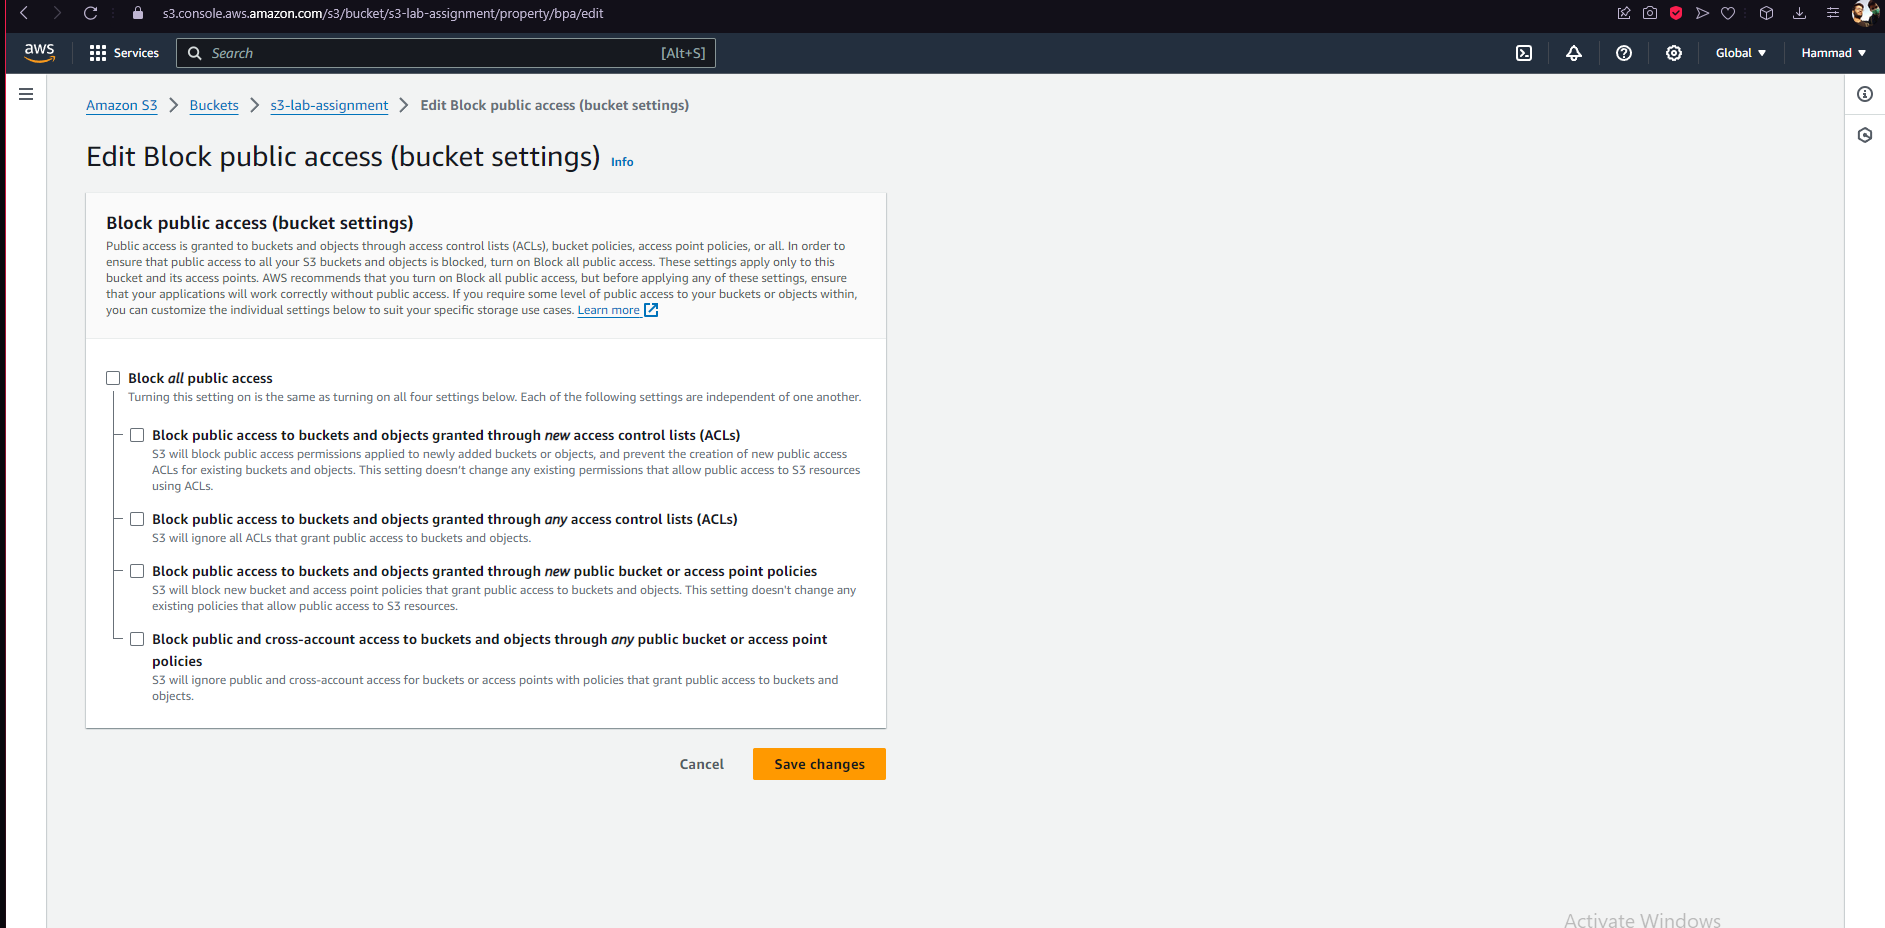 s3.console.aws.amazon.com/s3/bucket/s3-lab-assignment/property/bpa/edit
aws
Services
Search
[Alt+S]
Global
Hammad
Amazon S3
Buckets
s3-lab-assignment
Edit Block public access (bucket settings)
Edit Block public access (bucket settings)
Info
Block public access (bucket settings)
Public access is granted to buckets and objects through access control lists (ACLs), bucket policies, access point policies, or all. In order to
ensure that public access to all your S3 buckets and objects is blocked, turn on Block all public access. These settings apply only to this
bucket and its access points. AWS recommends that you turn on Block all public access, but before applying any of these settings, ensure
that your applications will work correctly without public access. If you require some level of public access to your buckets or objects within,
you can customize the individual settings below to suit your specific storage use cases. Learn more
Block all public access
Turning this setting on is the same as turning on all four settings below. Each of the following settings are independent of one another.
Block public access to buckets and objects granted through new access control lists (ACLs)
S3 will block public access permissions applied to newly added buckets or objects, and prevent the creation of new public access
ACLs for existing buckets and objects. This setting doesn't change any existing permissions that allow public access to S3 resources
using ACLs.
Block public access to buckets and objects granted through any access control lists (ACLs)
S3 will ignore all ACLs that grant public access to buckets and objects.
Block public access to buckets and objects granted through new public bucket or access point policies
S3 will block new bucket and access point policies that grant public access to buckets and objects. This setting doesn't change any
existing policies that allow public access to S3 resources.
Block public and cross-account access to buckets and objects through any public bucket or access point
policies
S3 will ignore public and cross-account access for buckets or access points with policies that grant public access to buckets and
objects.
Cancel
Save changes
Activate Windows